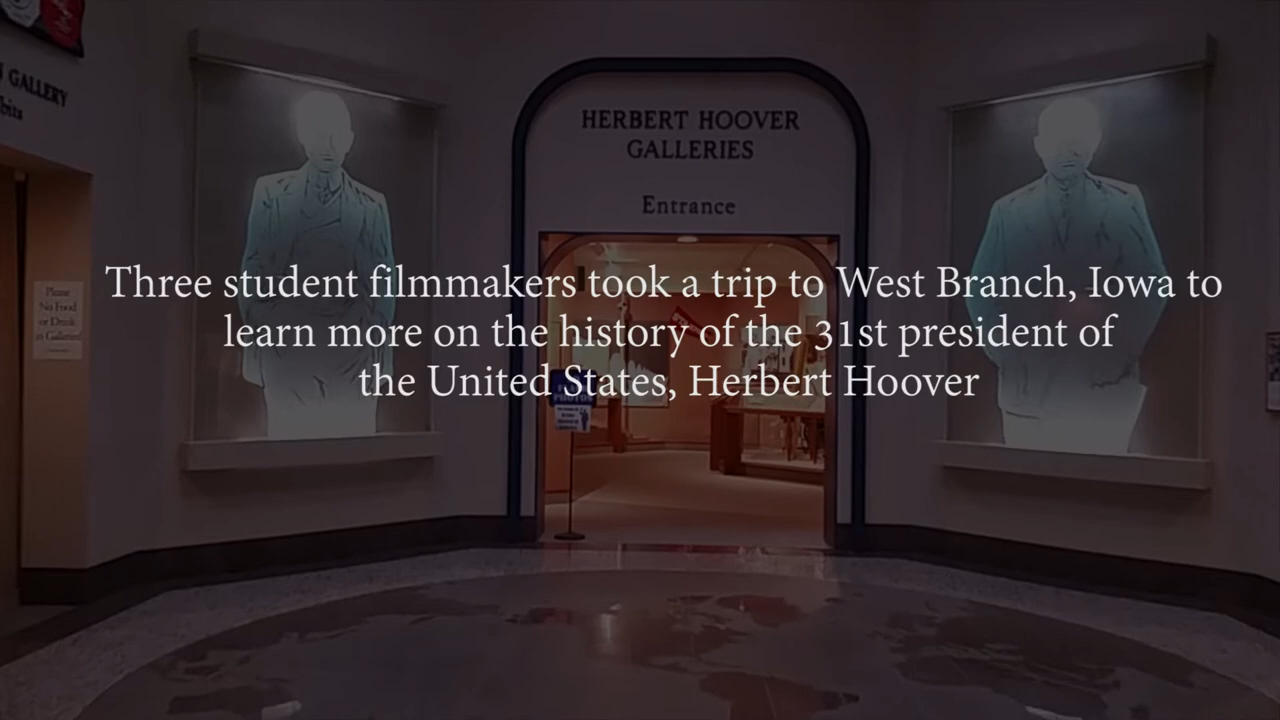 GALLERY
HERBERT HOOVER
GALLERIES
Entrance
Three student filmmakers took a trip to West Branch, Iowa to
learn more on the history of the 31st president of
the United States, Herbert Hoover
Please
No Food
or Drink
in Galleries
PHOTOS